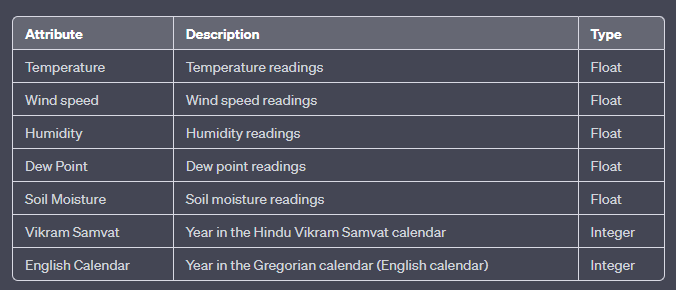 Attribute Description Type
Temperature Temperature readings Float
Wind speed Wind speed readings Float
Humidity Humidity readings Float
Dew Point Dew point readings Float
Soil Moisture Soil moisture readings Float
Vikram Samvat Year in the Hindu Vikram Samvat calendar Integer
English Calendar Year in the Gregorian calendar (English calendar) Integer